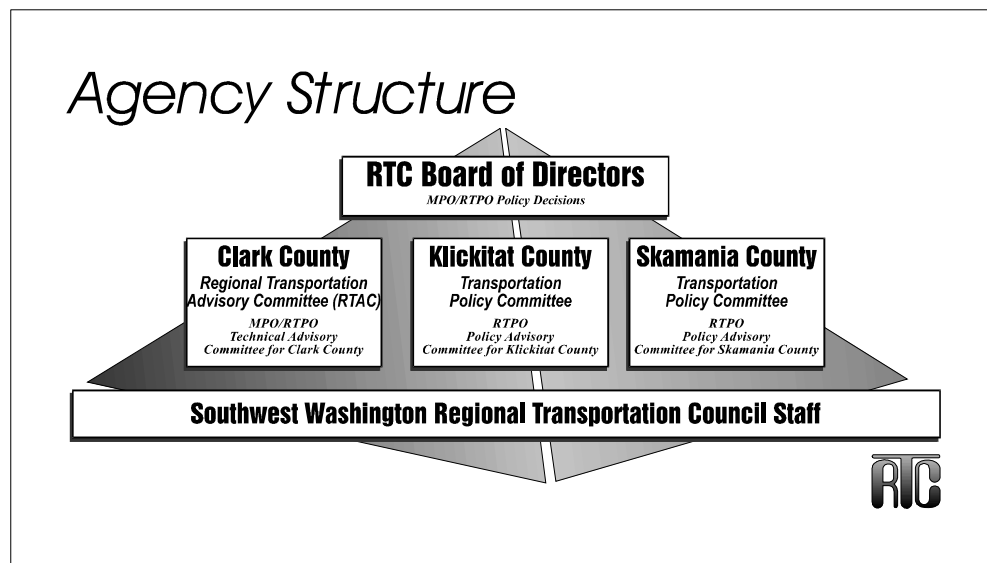 Agency Structure
RTC Board of Directors
MPO/RTPO Policy Decisions
Clark County
Regional Transportation
Advisory Committee (RTAC)
MPO/RTPO
Technical Advisory
Committee for Clark County
Klickitat County
Transportation
Policy Committee
RTPO
Policy Advisory
Committee for Klickitat County
Skamania County
Transportation
Policy Committee
RTPO
Policy Advisory
Committee for Skamania County
Southwest Washington Regional Transportation Council Staff
RTC